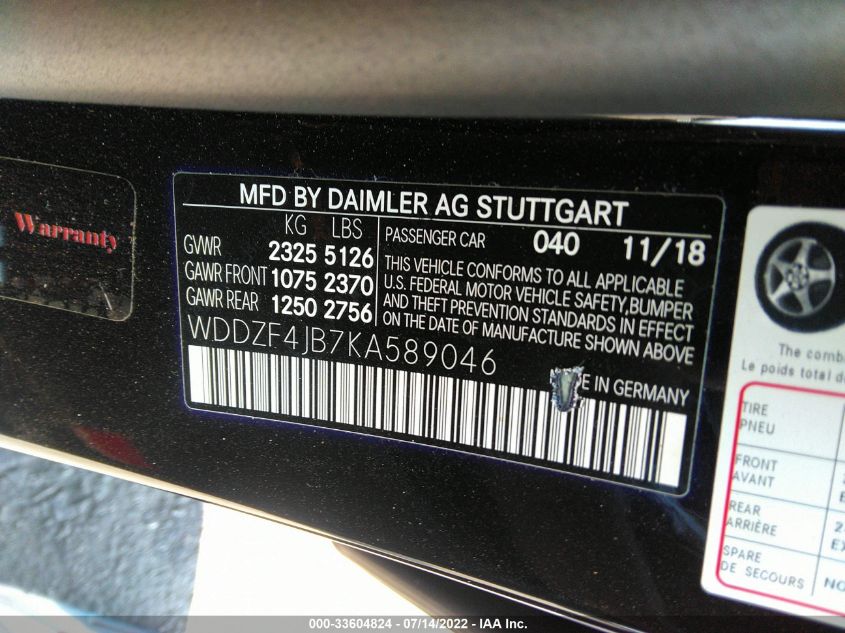 Warranty
MFD BY DAIMLER AG STUTTGART
KG LBS
GVWR 2325 5126
GAWR FRONT 1075 2370
GAWR REAR 1250 2756
PASSENGER CAR 040 11/18
THIS VEHICLE CONFORMS TO ALL APPLICABLE
U.S. FEDERAL MOTOR VEHICLE SAFETY, BUMPER
AND THEFT PREVENTION STANDARDS IN EFFECT
ON THE DATE OF MANUFACTURE SHOWN ABOVE
WDDZF4JB7KA589046
E IN GERMANY
The comb
Le poids total d
TIRE
PNEU
FRONT
AVANT
REAR
ARRIÈRE
SPARE
DE SECOURS
NO
000-33604824 - 07/14/2022 - IAA Inc.